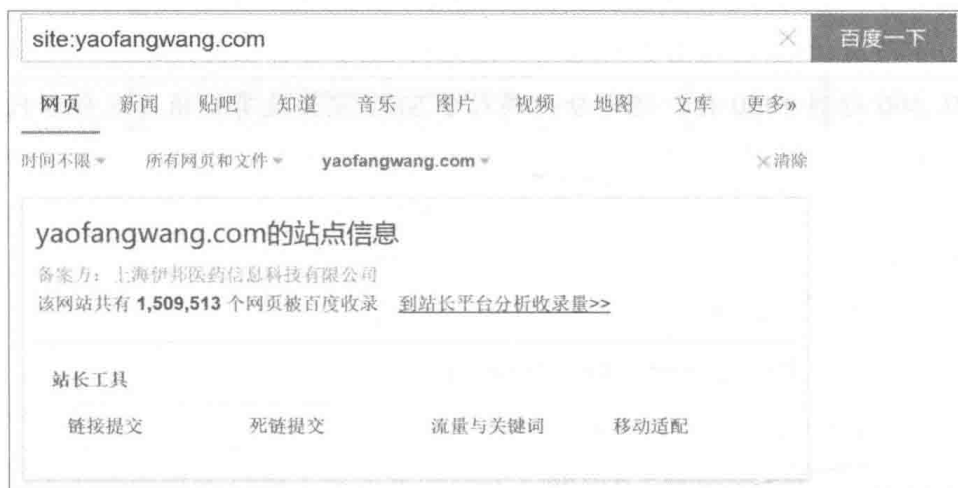 site:yaofangwang.com × 百度一下
网页 新闻 贴吧 知道 音乐 图片 视频 地图 文库 更多»
时间不限 所有网页和文件 yaofangwang.com ×清除
yaofangwang.com的站点信息
备案方：上海伊邦医药信息科技有限公司
该网站共有 1,509,513 个网页被百度收录 到站长平台分析收录量>>
站长工具
链接提交 死链提交 流量与关键词 移动适配